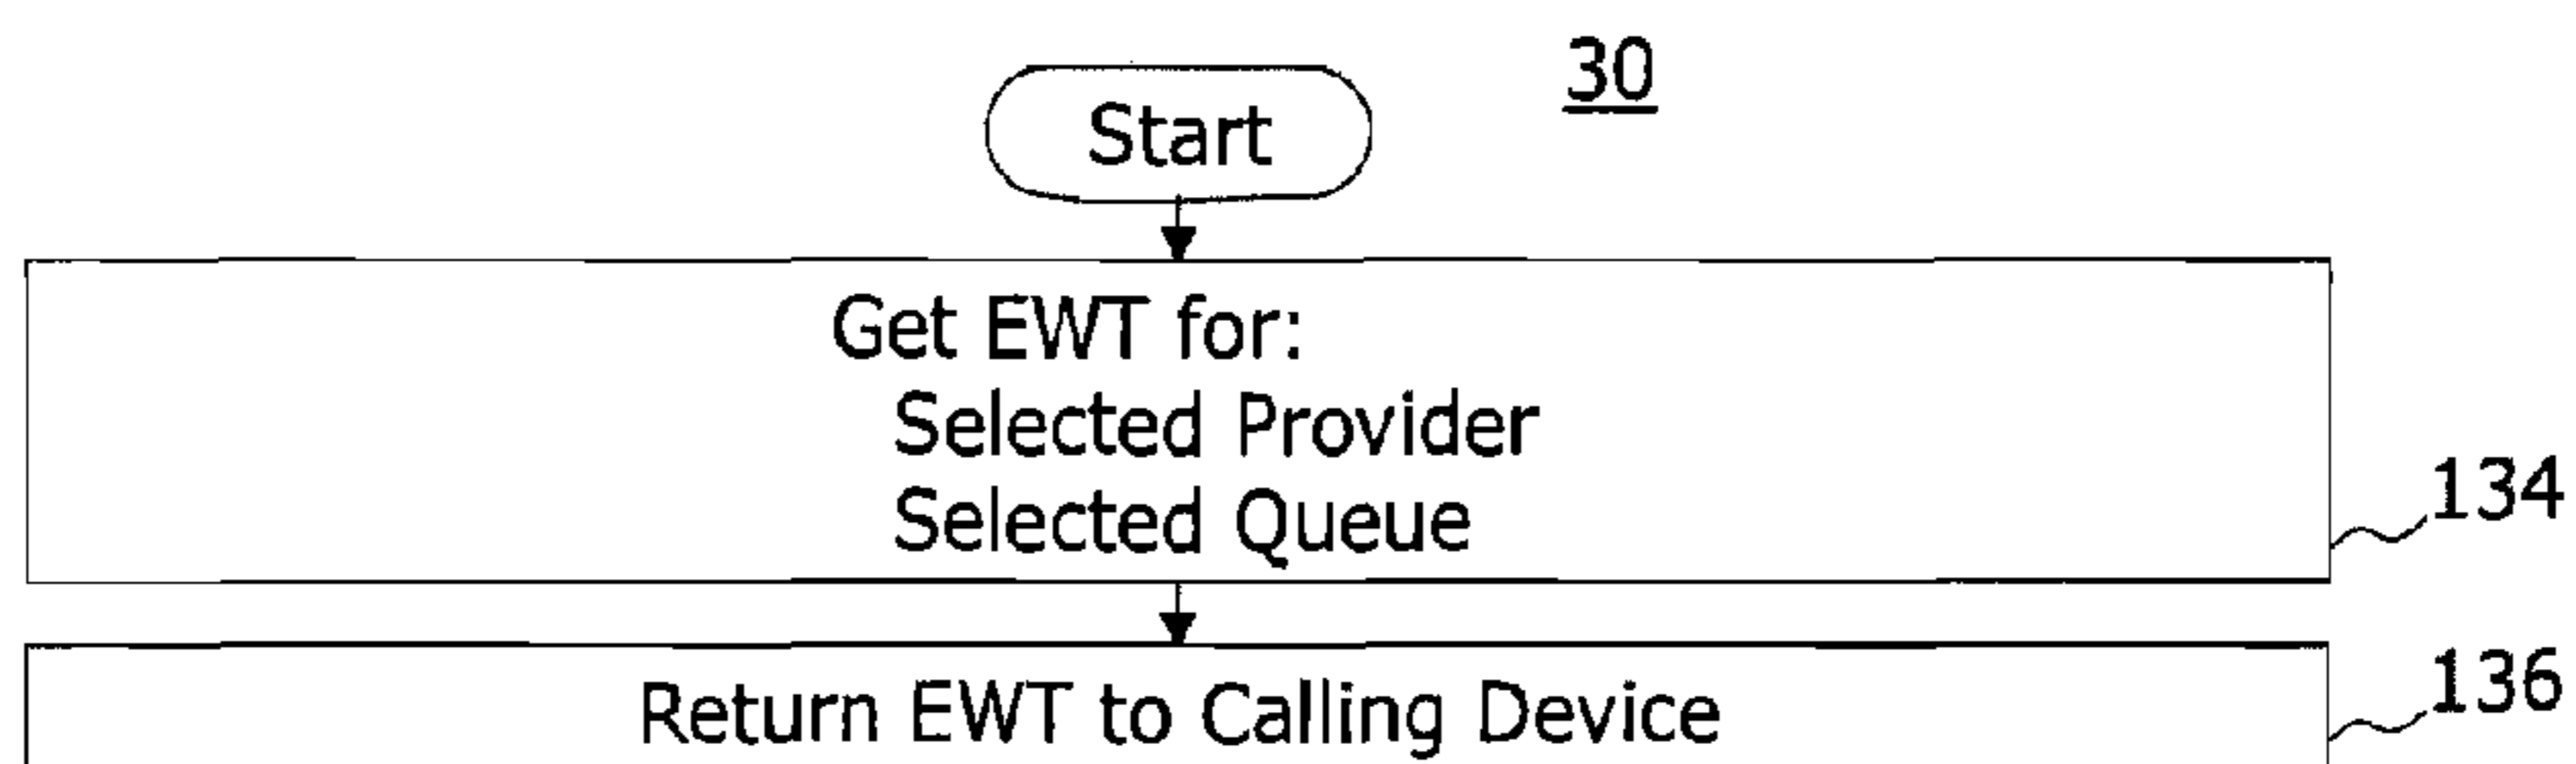 30
Start
Get EWT for:
Selected Provider
Selected Queue
134
Return EWT to Calling Device
136